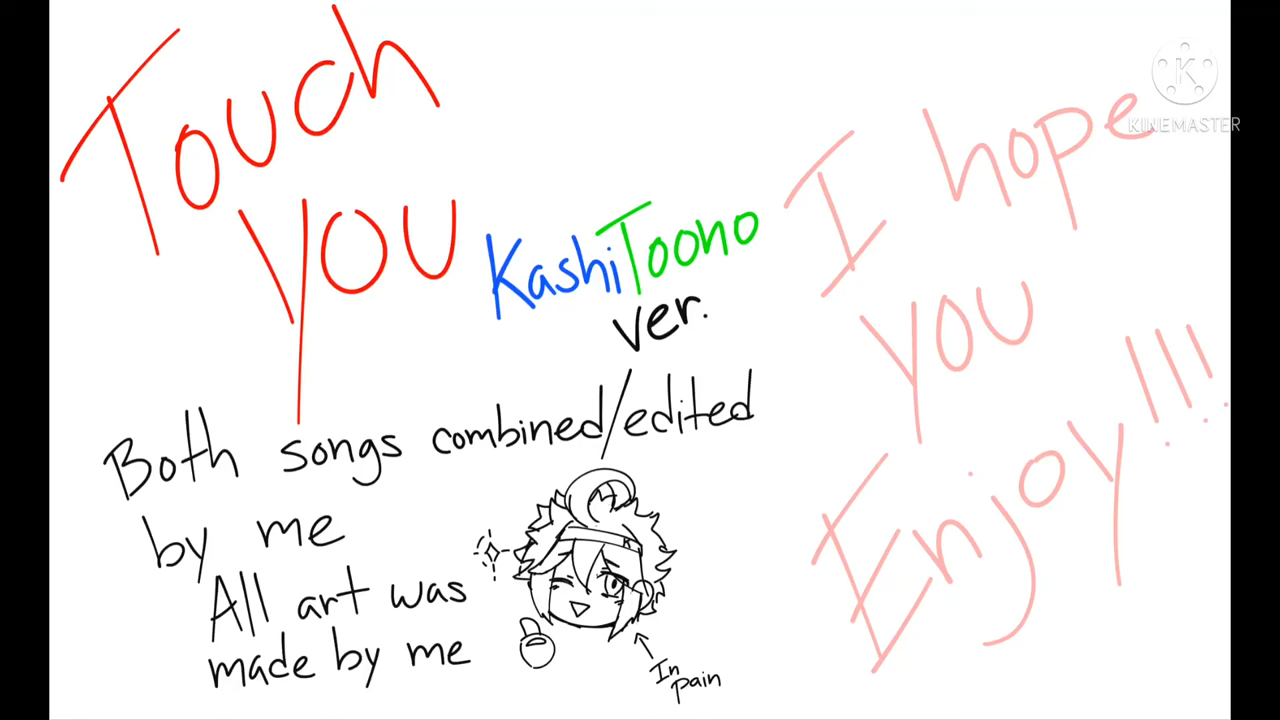 Touch
You
KashiToono
ver.
Both songs combined/edited
by me
All art was
made by me
In
pain
I hope
you
Enjoy!!!
K
KINEMASTER
K